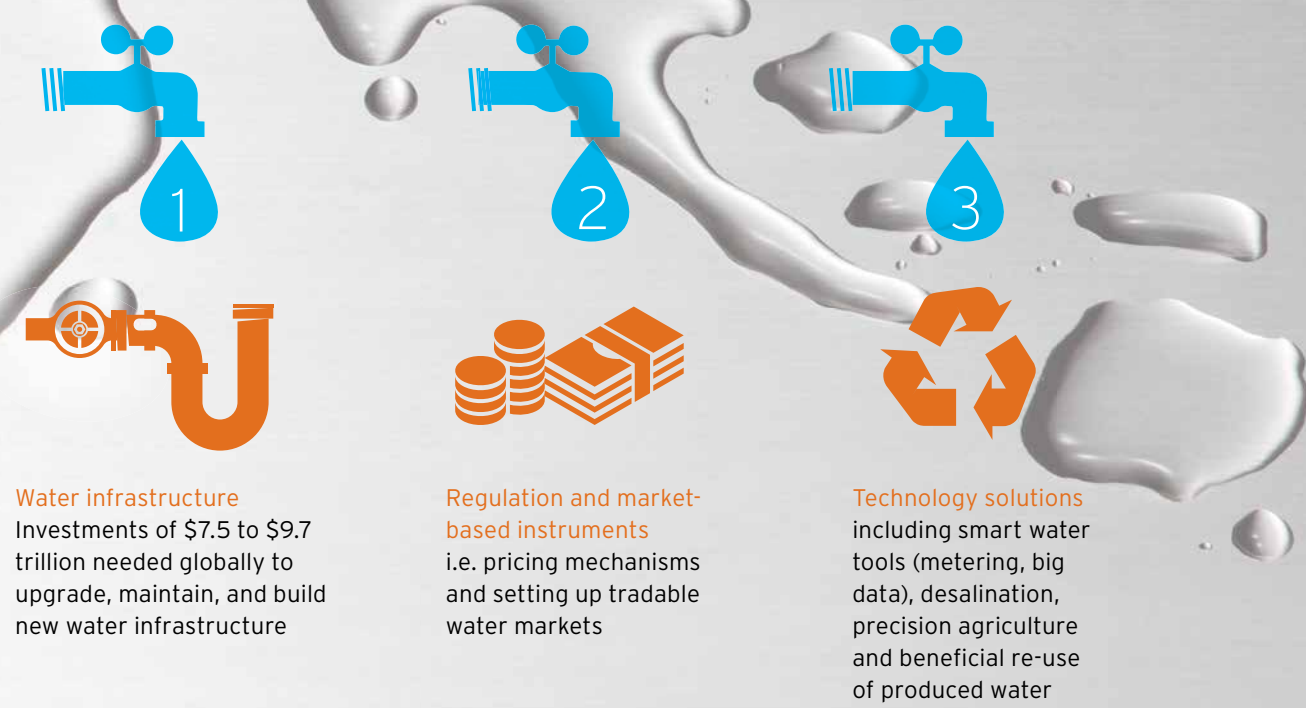 1
2
3
Water infrastructure
Investments of $7.5 to $9.7
trillion needed globally to
upgrade, maintain, and build
new water infrastructure
Regulation and market-
based instruments
i.e. pricing mechanisms
and setting up tradable
water markets
Technology solutions
including smart water
tools (metering, big
data), desalination,
precision agriculture
and beneficial re-use
of produced water